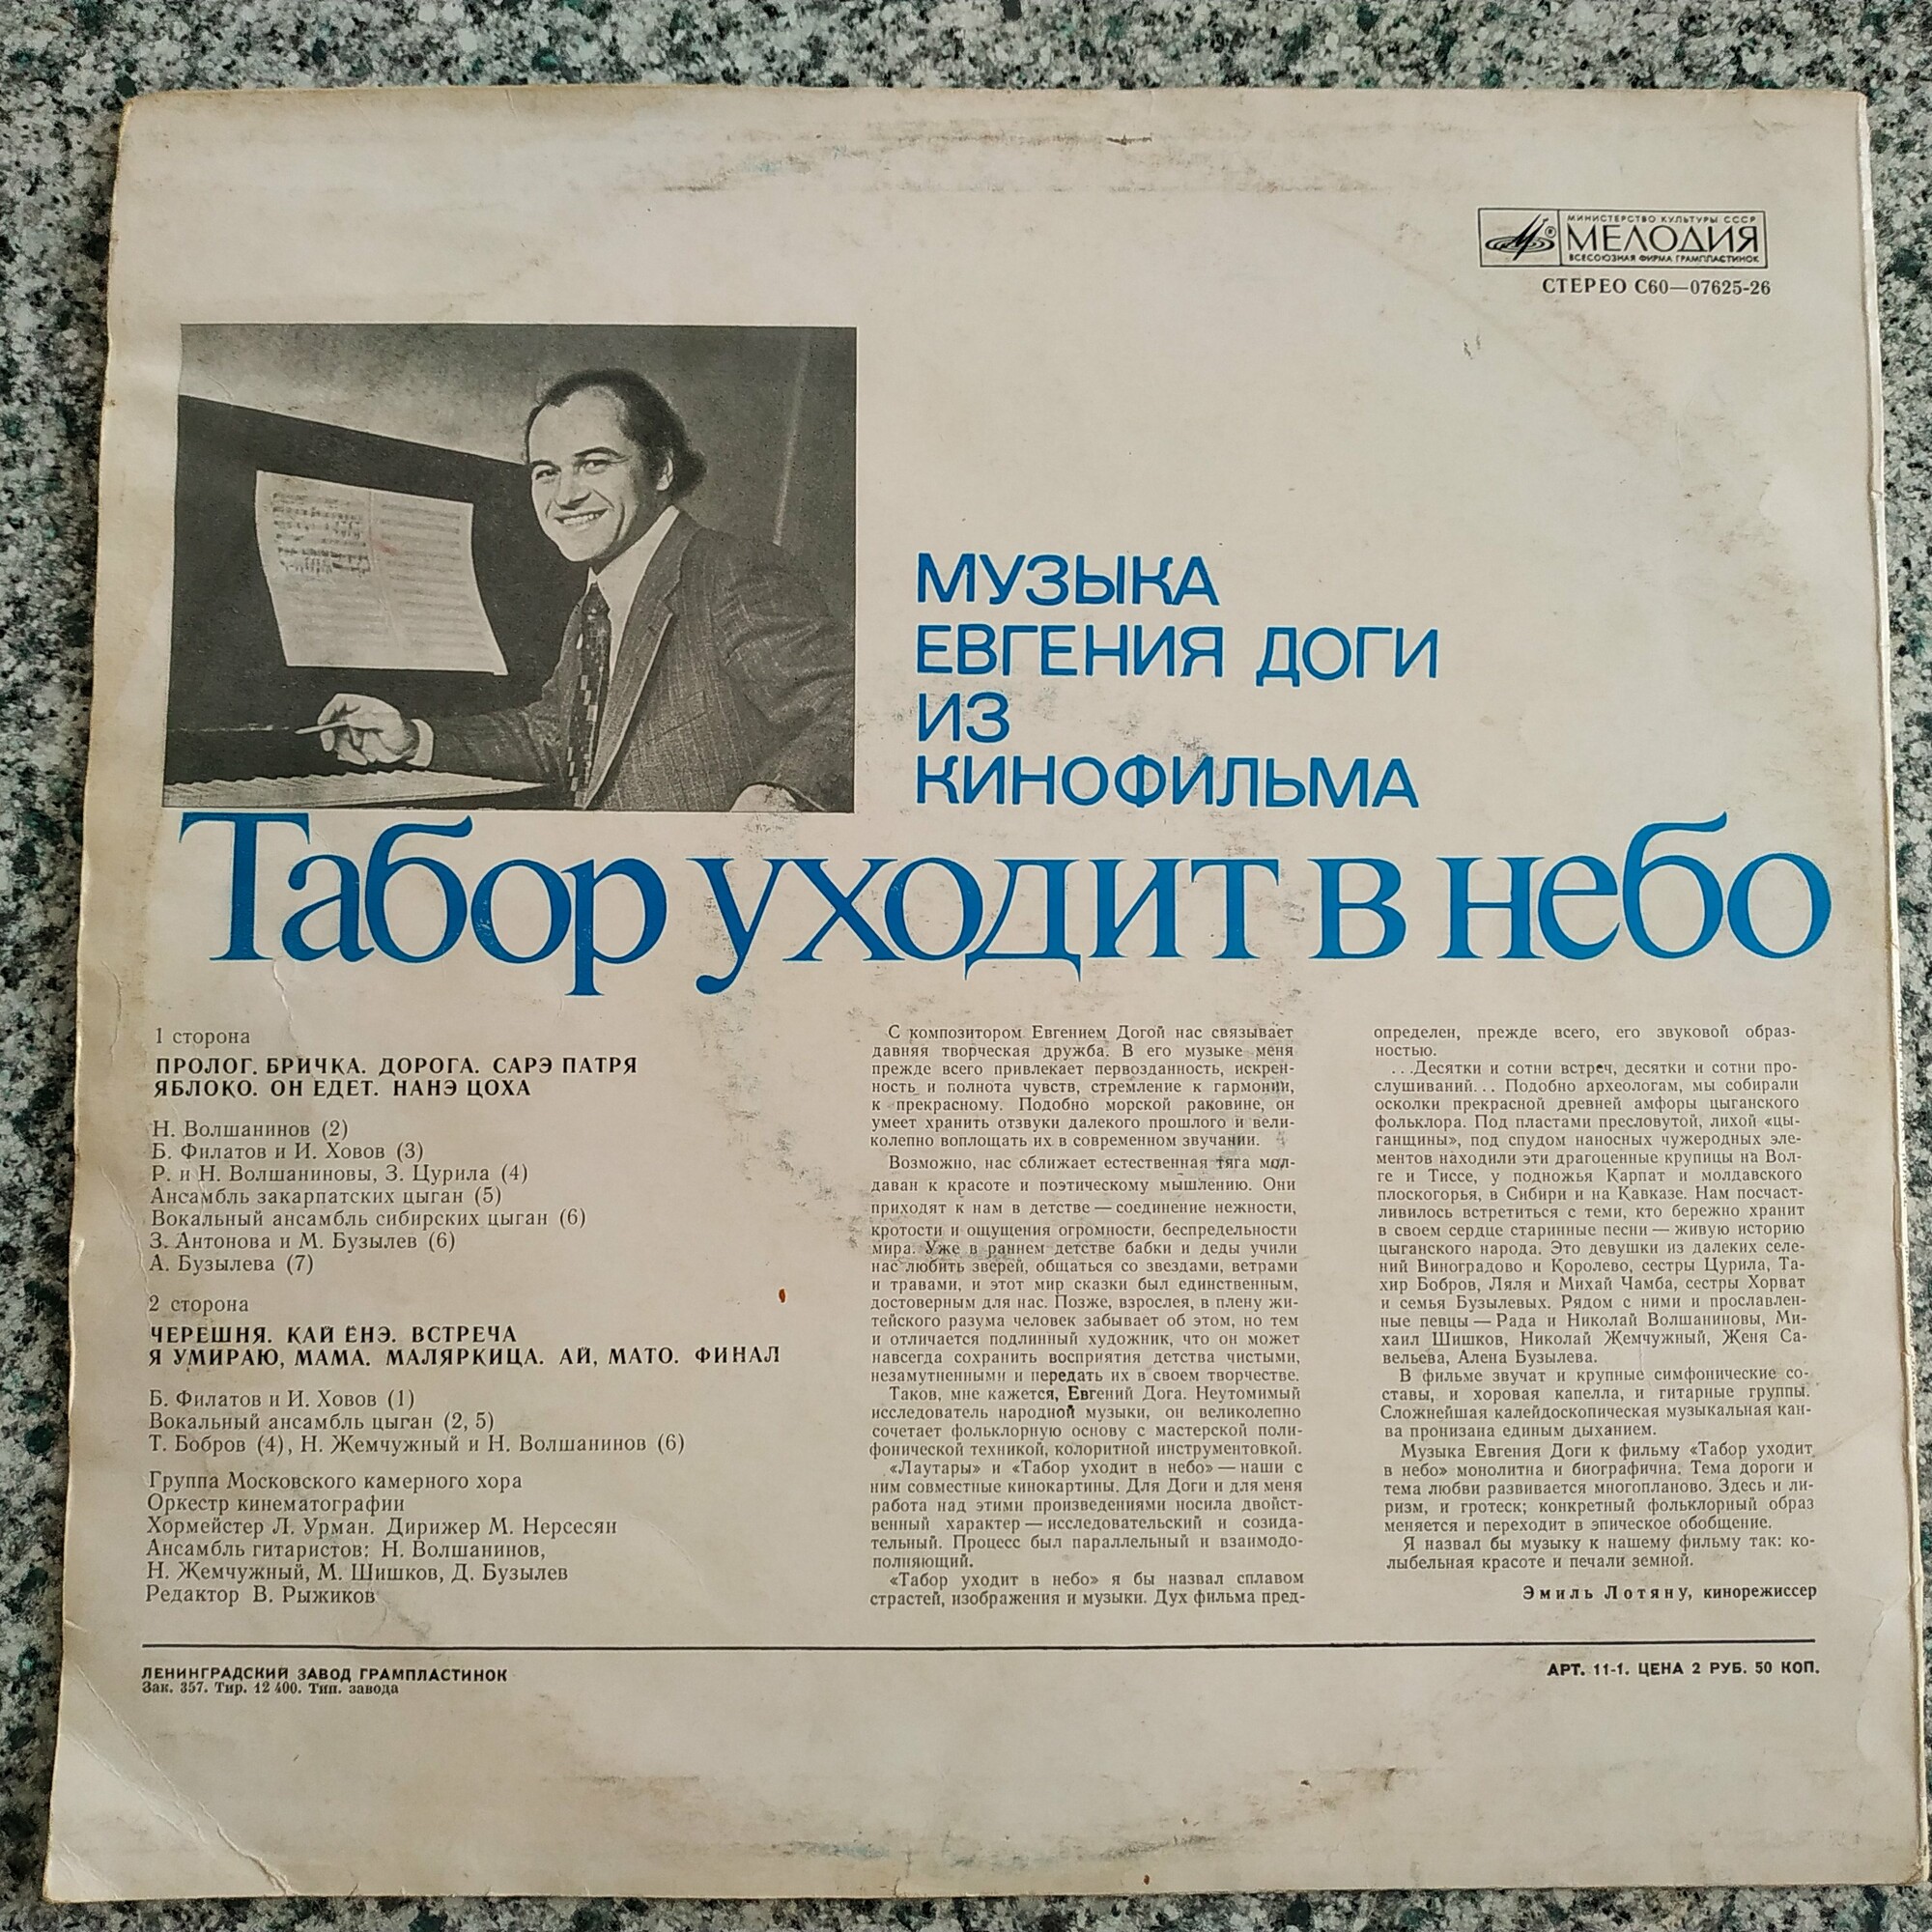 МИНИСТЕРСТВО КУЛЬТУРЫ СССР
МЕЛОДИЯ
ВСЕСОЮЗНАЯ ФИРМА ГРАМПЛАСТИНОК
СТЕРЕО С60—07625-26
МУЗЫКА
ЕВГЕНИЯ ДОГИ
ИЗ
КИНОФИЛЬМА
Табор уходит в небо
1 сторона
ПРОЛОГ. БРИЧКА. ДОРОГА. САРЭ ПАТРЯ
ЯБЛОКО. ОН ЕДЕТ. НАНЭ ЦОХА
Н. Волшанинов (2)
Б. Филатов и И. Ховов (3)
Р. и Н. Волшаниновы, З. Цурила (4)
Ансамбль закарпатских цыган (5)
Вокальный ансамбль сибирских цыган (6)
З. Антонова и М. Бузылев (6)
А. Бузылева (7)
2 сторона
ЧЕРЕШНЯ. КАЙ ЁНЭ. ВСТРЕЧА
Я УМИРАЮ, МАМА. МАЛЯРКИЦА. АЙ, МАТО. ФИНАЛ
Б. Филатов и И. Ховов (1)
Вокальный ансамбль цыган (2, 5)
Т. Бобров (4), Н. Жемчужный и Н. Волшанинов (6)
Группа Московского камерного хора
Оркестр кинематографии
Хормейстер Л. Урман. Дирижер М. Нерсесян
Ансамбль гитаристов: Н. Волшанинов,
Н. Жемчужный, М. Шишков, Д. Бузылев
Редактор В. Рыжиков
С композитором Евгением Догой нас связывает
давняя творческая дружба. В его музыке меня
прежде всего привлекает первозданность, искрен-
ность и полнота чувств, стремление к гармонии,
к прекрасному. Подобно морской раковине, он
умеет хранить отзвуки далекого прошлого и вели-
колепно воплощать их в современном звучании.
Возможно, нас сближает естественная тяга мол-
даван к красоте и поэтическому мышлению. Они
приходят к нам в детстве — соединение нежности,
кротости и ощущения огромности, беспредельности
мира. Уже в раннем детстве бабки и деды учили
нас любить зверей, общаться со звездами, ветрами
и травами, и этот мир сказки был единственным,
достоверным для нас. Позже, взрослея, в плену жи-
тейского разума человек забывает об этом, но тем
и отличается подлинный художник, что он может
навсегда сохранить восприятия детства чистыми,
незамутненными и передать их в своем творчестве.
Таков, мне кажется, Евгений Дога. Неутомимый
исследователь народной музыки, он великолепно
сочетает фольклорную основу с мастерской поли-
фонической техникой, колоритной инструментовкой.
«Лаутары» и «Табор уходит в небо» — наши с
ним совместные кинокартины. Для Доги и для меня
работа над этими произведениями носила двойст-
венный характер — исследовательский и созида-
тельный. Процесс был параллельный и взаимодо-
полняющий.
«Табор уходит в небо» я бы назвал сплавом
страстей, изображения и музыки. Дух фильма пред-
определен, прежде всего, его звуковой образ-
ностью.
...Десятки и сотни встреч, десятки и сотни про-
слушиваний... Подобно археологам, мы собирали
осколки прекрасной древней амфоры цыганского
фольклора. Под пластами пресловутой, лихой «цы-
ганщины», под спудом наносных чужеродных эле-
ментов находили эти драгоценные крупицы на Вол-
ге и Тиссе, у подножья Карпат и молдавского
плоскогорья, в Сибири и на Кавказе. Нам посчаст-
ливилось встретиться с теми, кто бережно хранит
в своем сердце старинные песни — живую историю
цыганского народа. Это девушки из далеких селе-
ний Виноградово и Королево, сестры Цурила, Та-
хир Бобров, Ляля и Михай Чамба, сестры Хорват
и семья Бузылевых. Рядом с ними и прославлен-
ные певцы — Рада и Николай Волшаниновы, Ми-
хаил Шишков, Николай Жемчужный, Женя Са-
вельева, Алена Бузылева.
В фильме звучат и крупные симфонические со-
ставы, и хоровая капелла, и гитарные группы.
Сложнейшая калейдоскопическая музыкальная кан-
ва пронизана единым дыханием.
Музыка Евгения Доги к фильму «Табор уходит
в небо» монолитна и биографична. Тема дороги и
тема любви развивается многопланово. Здесь и ли-
ризм, и гротеск; конкретный фольклорный образ
меняется и переходит в эпическое обобщение.
Я назвал бы музыку к нашему фильму так: ко-
лыбельная красоте и печали земной.
Эмиль Лотяну, кинорежиссер
ЛЕНИНГРАДСКИЙ ЗАВОД ГРАМПЛАСТИНОК
Зак. 357. Тир. 12 400. Тип. завода
АРТ. 11-1. ЦЕНА 2 РУБ. 50 КОП.